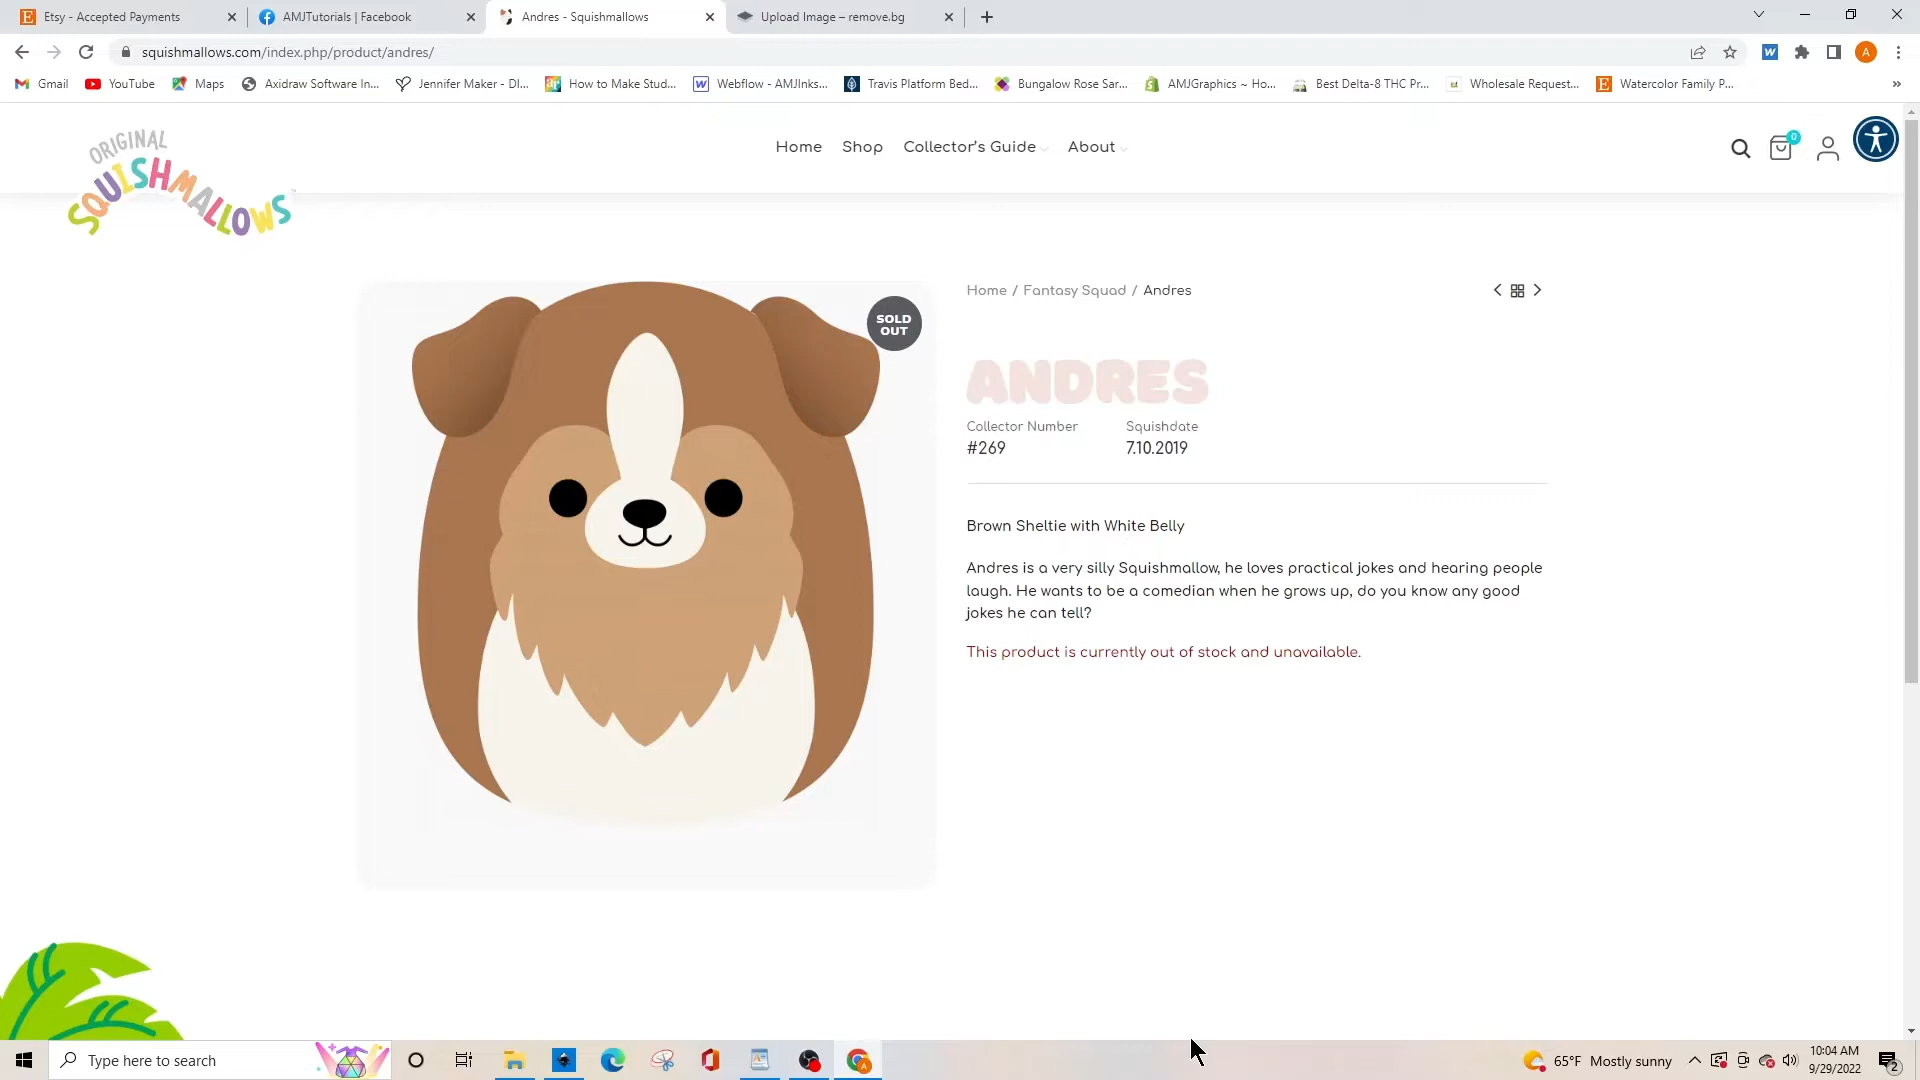 Etsy - Accepted Payments
AMJTutorials | Facebook
Andres - Squishmallows
Upload Image – remove.bg
squishmallows.com/index.php/product/andres/
A
Gmail
YouTube
Maps
Axidraw Software In...
Jennifer Maker - DI...
How to Make Stud...
Webflow - AMJInks...
Travis Platform Bed...
Bungalow Rose Sar...
AMJGraphics ~ Ho...
Best Delta-8 THC Pr...
Wholesale Request...
Watercolor Family P...
»
ORIGINAL
SQUISHMALLOWS
Home
Shop
Collector's Guide
About
0
SOLD
OUT
Home / Fantasy Squad / Andres
ANDRES
Collector Number
Squishdate
#269
7.10.2019
Brown Sheltie with White Belly
Andres is a very silly Squishmallow, he loves practical jokes and hearing people
laugh. He wants to be a comedian when he grows up, do you know any good
jokes he can tell?
This product is currently out of stock and unavailable.
Type here to search
65°F Mostly sunny
10:04 AM
9/29/2022
2